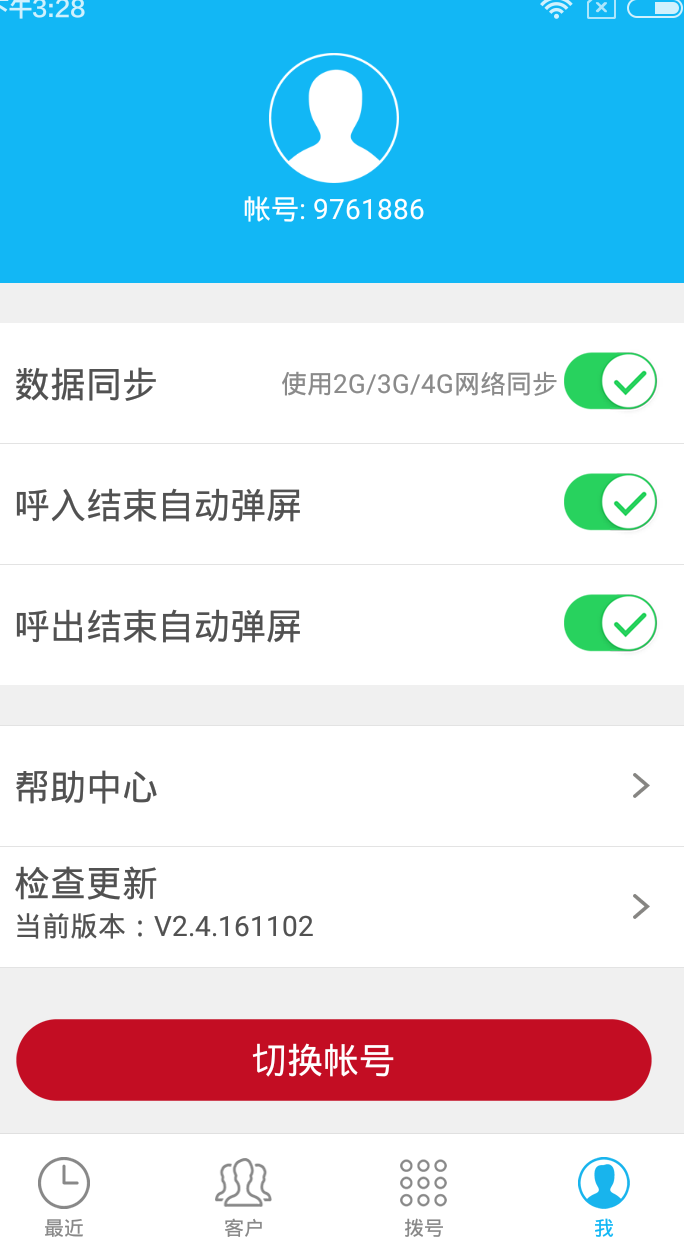 下午3:28
帐号: 9761886
数据同步
使用2G/3G/4G网络同步
呼入结束自动弹屏
呼出结束自动弹屏
帮助中心
检查更新
当前版本：V2.4.161102
切换帐号
最近
客户
拨号
我